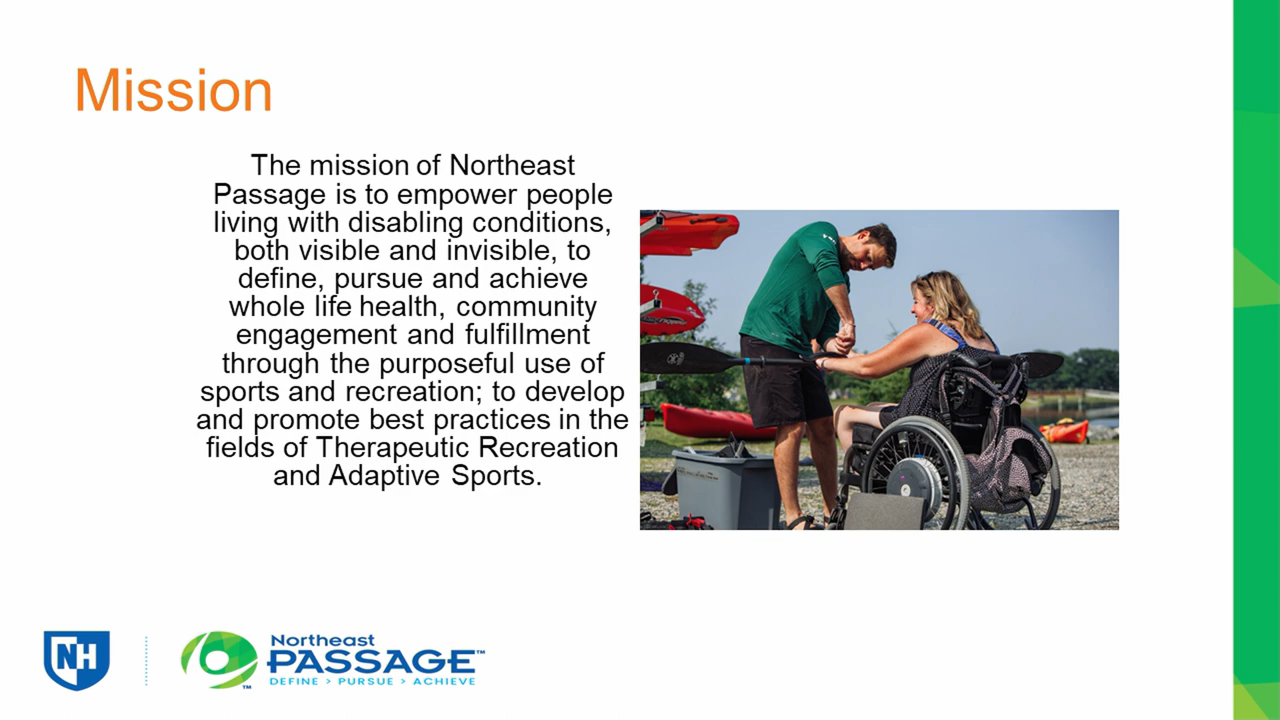 Mission
The mission of Northeast
Passage is to empower people
living with disabling conditions,
both visible and invisible, to
define, pursue and achieve
whole life health, community
engagement and fulfillment
through the purposeful use of
sports and recreation; to develop
and promote best practices in the
fields of Therapeutic Recreation
and Adaptive Sports.
NH
Northeast
PASSAGE™
DEFINE > PURSUE > ACHIEVE
™